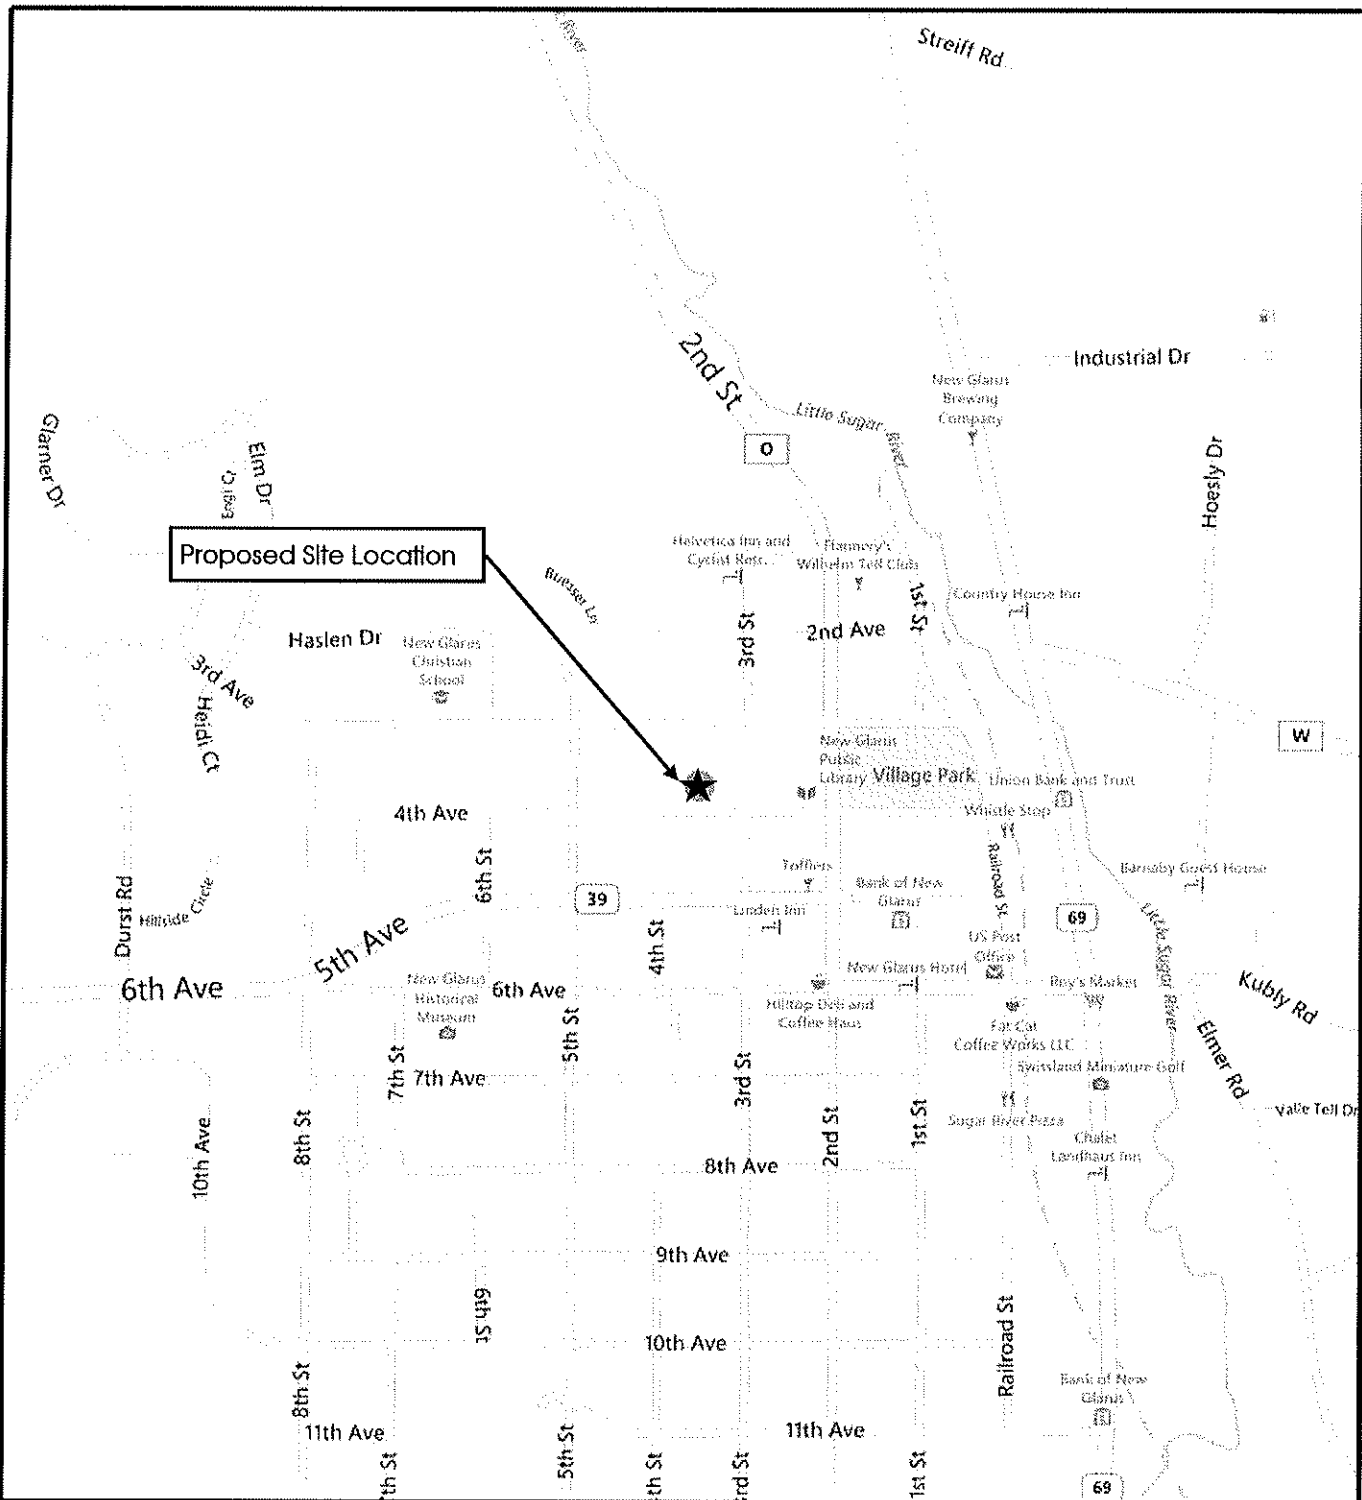 River
Streiff Rd
2nd St
Industrial Dr
New Glarus
Brewing
Company
Little Sugar
River
O
Glarner Dr
Elm Dr
Hoesly Dr
Proposed Site Location
Helvetica Inn and
Cyclist Retr...
Flannery's
Wilhelm Tell Club
Buesser Ln
1st St
Country House Inn
Haslen Dr
New Glarus
Christian
School
3rd St
2nd Ave
3rd Ave
Heidi Ct
W
New Glarus
Public
Library
Village Park
Union Bank and Trust
Whistle Stop
4th Ave
6th St
Tofflers
Railroad St
Barnaby Guest House
Durst Rd
Hillside Circle
39
Bank of New
Glarus
Linden Inn
69
Little Sugar River
5th Ave
4th St
US Post
Office
6th Ave
New Glarus
Historical
Museum
6th Ave
New Glarus Hotel
Roy's Market
Kubly Rd
Hilltop Deli and
Coffee Haus
Fat Cat
Coffee Works LLC
5th St
Elmer Rd
7th St
7th Ave
3rd St
Swissland Miniature Golf
Valle Tell Dr
10th Ave
8th St
2nd St
1st St
Sugar River Pizza
Chalet
Landhaus Inn
8th Ave
9th Ave
6th St
10th Ave
Railroad St
8th St
Bank of New
Glarus
11th Ave
11th Ave
7th St
5th St
4th St
3rd St
1st St
69